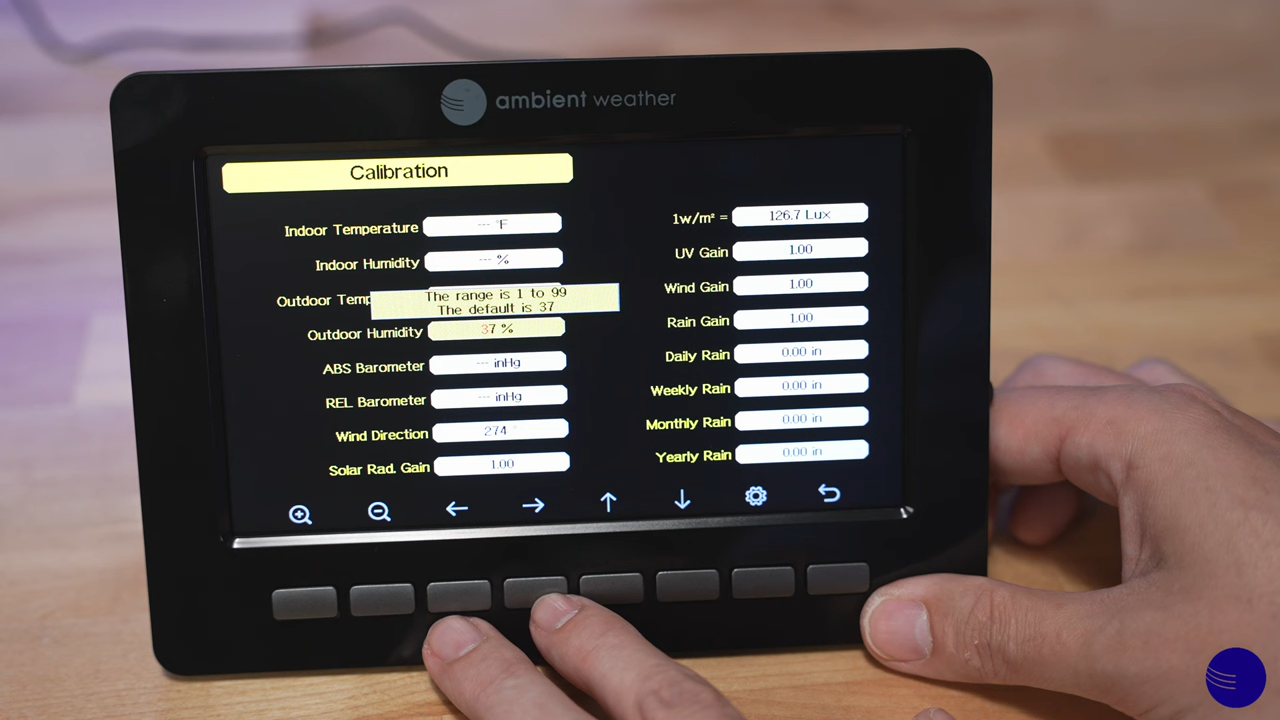 ambient weather
Calibration
Indoor Temperature --- °F
Indoor Humidity --- %
Outdoor Temp
The range is 1 to 99
The default is 37
Outdoor Humidity 37 %
ABS Barometer --- inHg
REL Barometer --- inHg
Wind Direction 274 °
Solar Rad. Gain 1.00
1w/m² = 126.7 Lux
UV Gain 1.00
Wind Gain 1.00
Rain Gain 1.00
Daily Rain 0.00 in
Weekly Rain 0.00 in
Monthly Rain 0.00 in
Yearly Rain 0.00 in